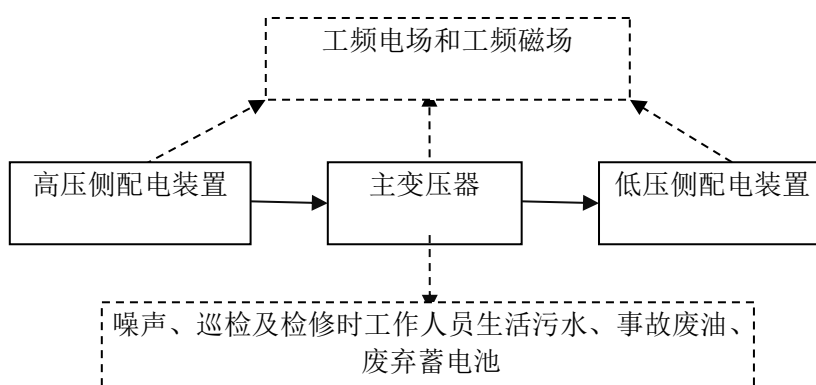 工频电场和工频磁场
高压侧配电装置
主变压器
低压侧配电装置
噪声、巡检及检修时工作人员生活污水、事故废油、
废弃蓄电池